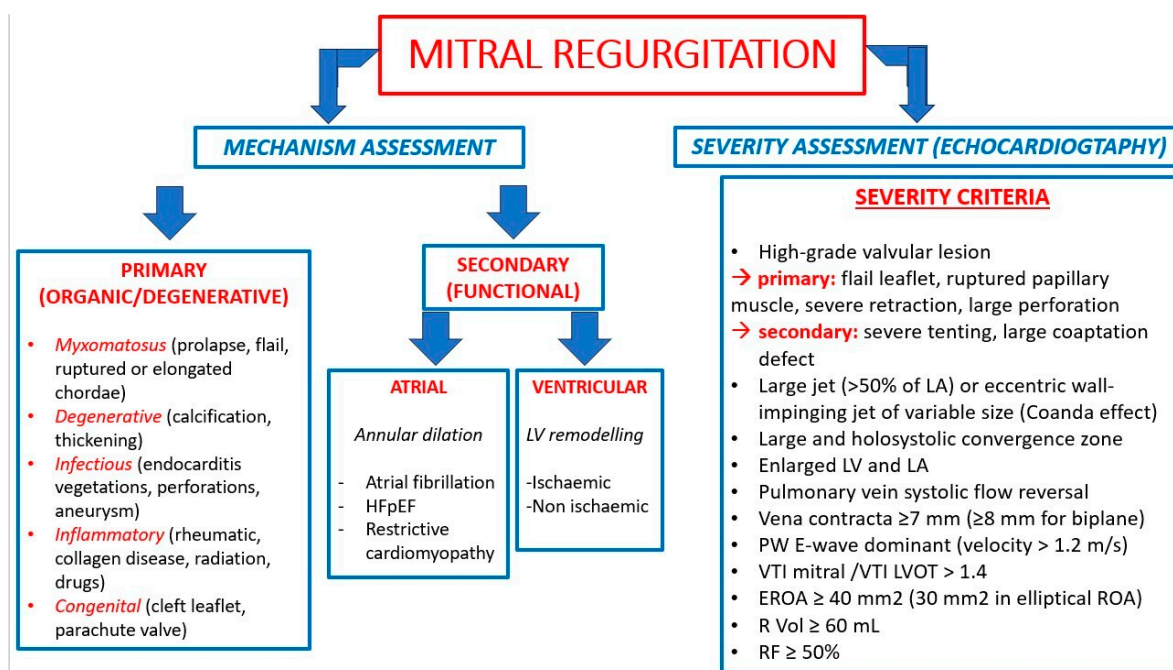 MITRAL REGURGITATION
MECHANISM ASSESSMENT
SEVERITY ASSESSMENT (ECHOCARDIOGTAPHY)
PRIMARY
(ORGANIC/DEGENERATIVE)
• Myxomatosus (prolapse, flail,
ruptured or elongated
chordae)
• Degenerative (calcification,
thickening)
• Infectious (endocarditis
vegetations, perforations,
aneurysm)
• Inflammatory (rheumatic,
collagen disease, radiation,
drugs)
• Congenital (cleft leaflet,
parachute valve)
SECONDARY
(FUNCTIONAL)
ATRIAL
Annular dilation
- Atrial fibrillation
- HFpEF
- Restrictive
cardiomyopathy
VENTRICULAR
LV remodelling
-Ischaemic
-Non ischaemic
SEVERITY CRITERIA
• High-grade valvular lesion
→ primary: flail leaflet, ruptured papillary
muscle, severe retraction, large perforation
→ secondary: severe tenting, large coaptation
defect
• Large jet (>50% of LA) or eccentric wall-
impinging jet of variable size (Coanda effect)
• Large and holosystolic convergence zone
• Enlarged LV and LA
• Pulmonary vein systolic flow reversal
• Vena contracta ≥7 mm (≥8 mm for biplane)
• PW E-wave dominant (velocity > 1.2 m/s)
• VTI mitral /VTI LVOT > 1.4
• EROA ≥ 40 mm2 (30 mm2 in elliptical ROA)
• R Vol ≥ 60 mL
• RF ≥ 50%